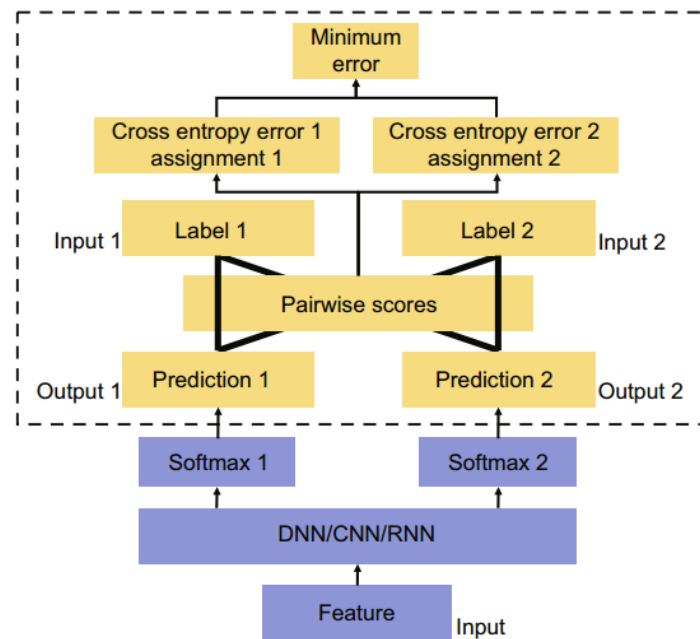 Minimum
error
Cross entropy error 1
assignment 1
Cross entropy error 2
assignment 2
Input 1
Label 1
Label 2
Input 2
Pairwise scores
Output 1
Prediction 1
Prediction 2
Output 2
Softmax 1
Softmax 2
DNN/CNN/RNN
Feature
Input